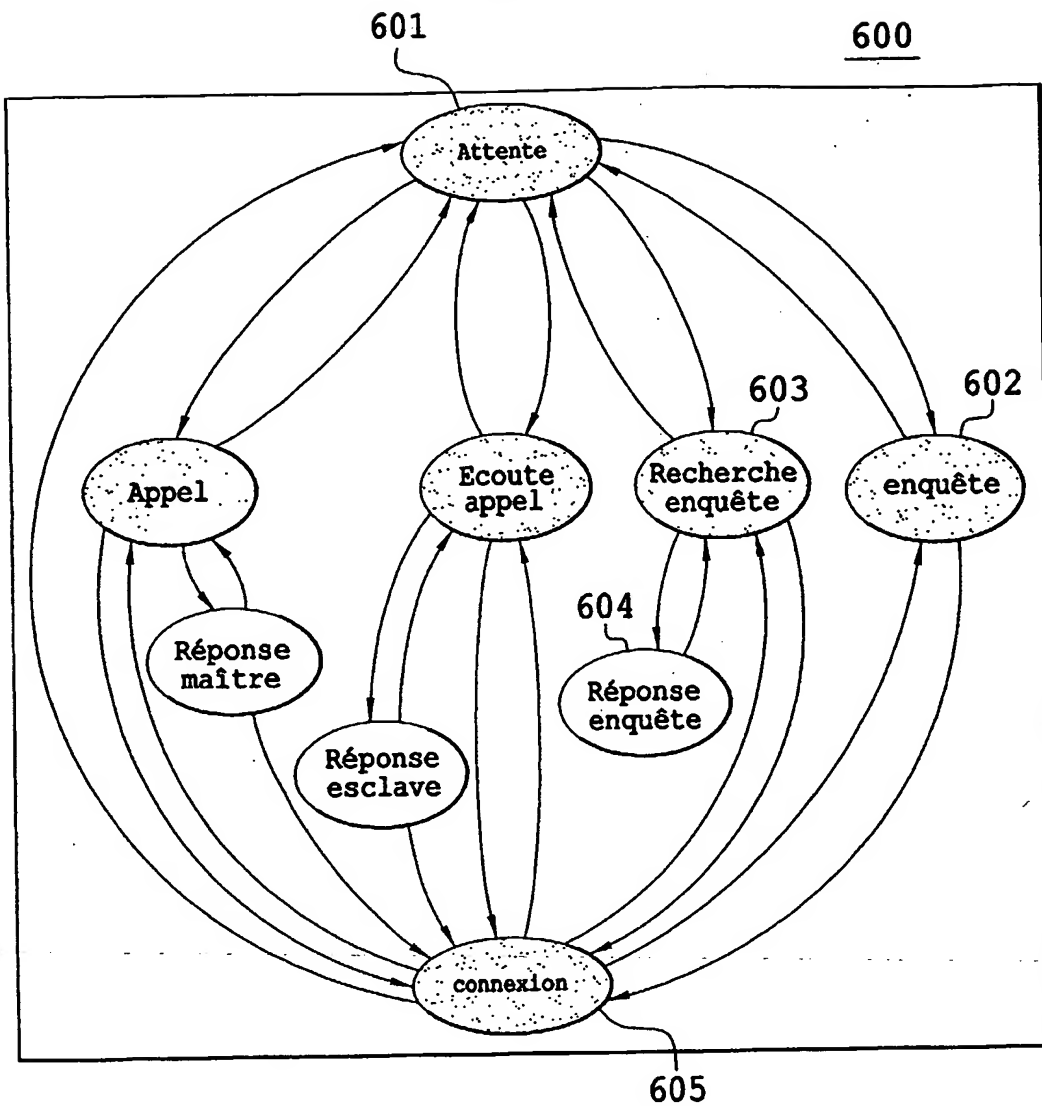 601
600
Attente
603
602
Appel
Ecoute
appel
Recherche
enquête
enquête
604
Réponse
maître
Réponse
enquête
Réponse
esclave
connexion
605